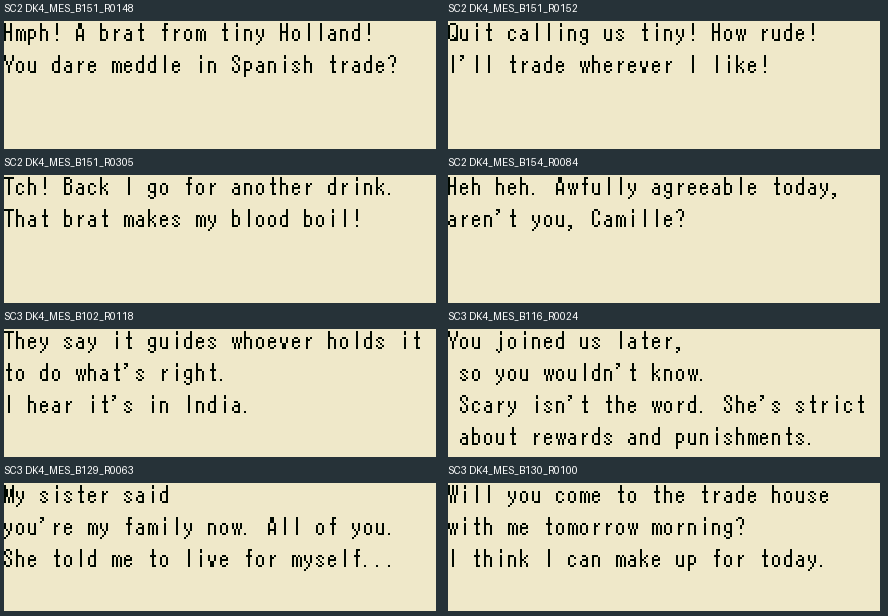 SC2 DK4_MES_B151_R0148
Hmph! A brat from tiny Holland!
You dare meddle in Spanish trade?
SC2 DK4_MES_B151_R0152
Quit calling us tiny! How rude!
I'll trade wherever I like!
SC2 DK4_MES_B151_R0305
Tch! Back I go for another drink.
That brat makes my blood boil!
SC2 DK4_MES_B154_R0084
Heh heh. Awfully agreeable today,
aren't you, Camille?
SC3 DK4_MES_B102_R0118
They say it guides whoever holds it
to do what's right.
I hear it's in India.
SC3 DK4_MES_B116_R0024
You joined us later,
so you wouldn't know.
Scary isn't the word. She's strict
about rewards and punishments.
SC3 DK4_MES_B129_R0063
My sister said
you're my family now. All of you.
She told me to live for myself...
SC3 DK4_MES_B130_R0100
Will you come to the trade house
with me tomorrow morning?
I think I can make up for today.